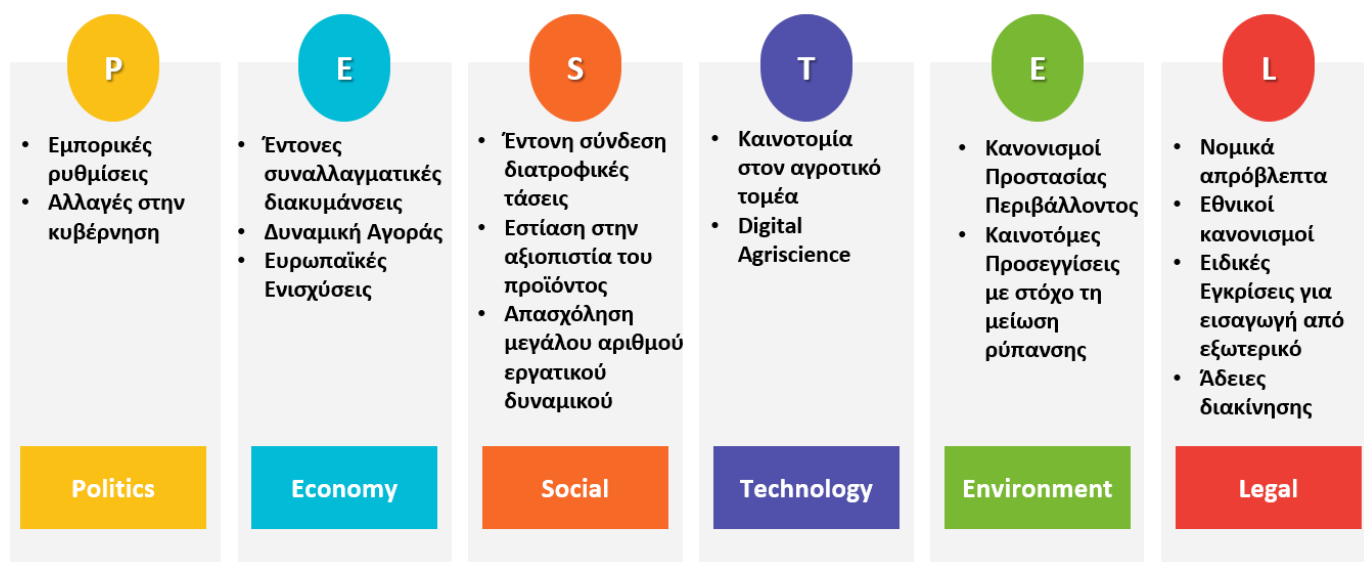 P
• Εμπορικές
ρυθμίσεις
• Αλλαγές στην
κυβέρνηση
Politics
E
• Έντονες
συναλλαγματικές
διακυμάνσεις
• Δυναμική Αγοράς
• Ευρωπαϊκές
Ενισχύσεις
Economy
S
• Έντονη σύνδεση
διατροφικές
τάσεις
• Εστίαση στην
αξιοπιστία του
προϊόντος
• Απασχόληση
μεγάλου αριθμού
εργατικού
δυναμικού
Social
T
• Καινοτομία
στον αγροτικό
τομέα
• Digital
Agriscience
Technology
E
• Κανονισμοί
Προστασίας
Περιβάλλοντος
• Καινοτόμες
Προσεγγίσεις
με στόχο τη
μείωση
ρύπανσης
Environment
L
• Νομικά
απρόβλεπτα
• Εθνικοί
κανονισμοί
• Ειδικές
Εγκρίσεις για
εισαγωγή από
εξωτερικό
• Άδειες
διακίνησης
Legal